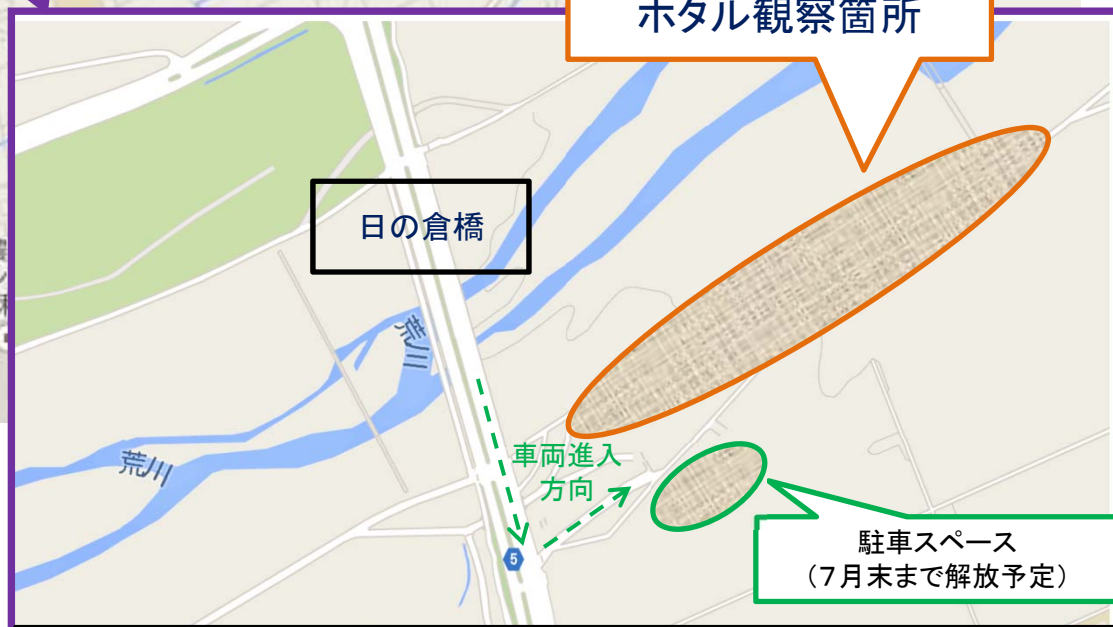 ホタル観察箇所
日の倉橋
荒川
荒川
車両進入
方向
5
駐車スペース
（７月末まで解放予定）